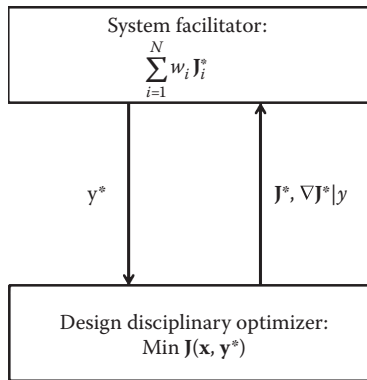 System facilitator:
N
∑ wᵢ Jᵢ*
i=1
y*
J*, ∇J*|y
Design disciplinary optimizer:
Min J(x, y*)